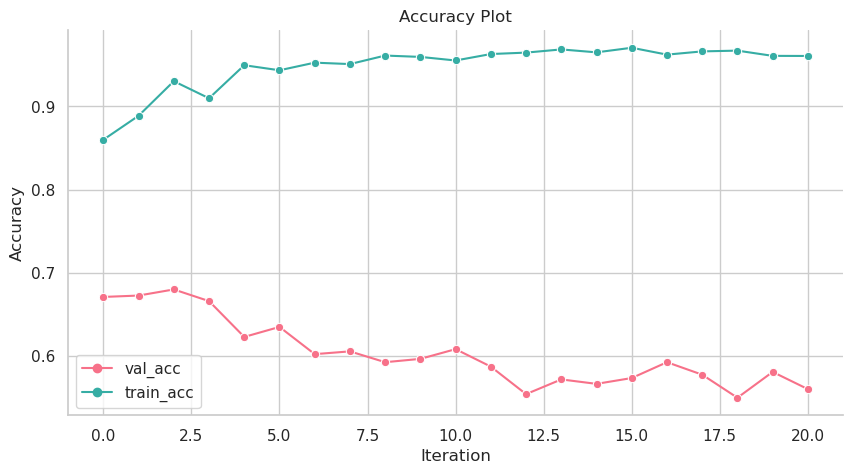 Accuracy Plot
Accuracy
0.9
0.8
0.7
0.6
val_acc
train_acc
0.0 2.5 5.0 7.5 10.0 12.5 15.0 17.5 20.0
Iteration